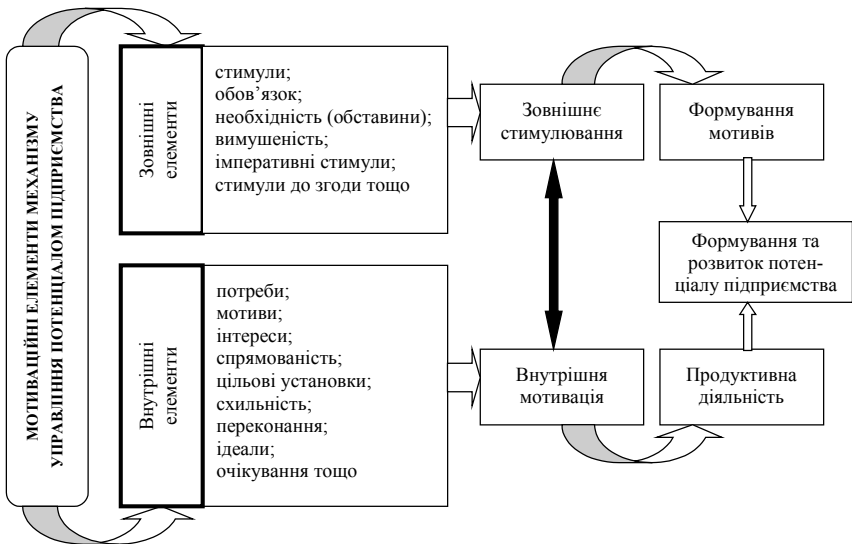 МОТИВАЦІЙНІ ЕЛЕМЕНТИ МЕХАНІЗМУ
УПРАВЛІННЯ ПОТЕНЦІАЛОМ ПІДПРИЄМСТВА
Зовнішні
елементи
стимули;
обов’язок;
необхідність (обставини);
вимушеність;
імперативні стимули;
стимули до згоди тощо
Зовнішнє
стимулювання
Формування
мотивів
Формування та
розвиток потен-
ціалу підприємства
Внутрішні
елементи
потреби;
мотиви;
інтереси;
спрямованість;
цільові установки;
схильність;
переконання;
ідеали;
очікування тощо
Внутрішня
мотивація
Продуктивна
діяльність